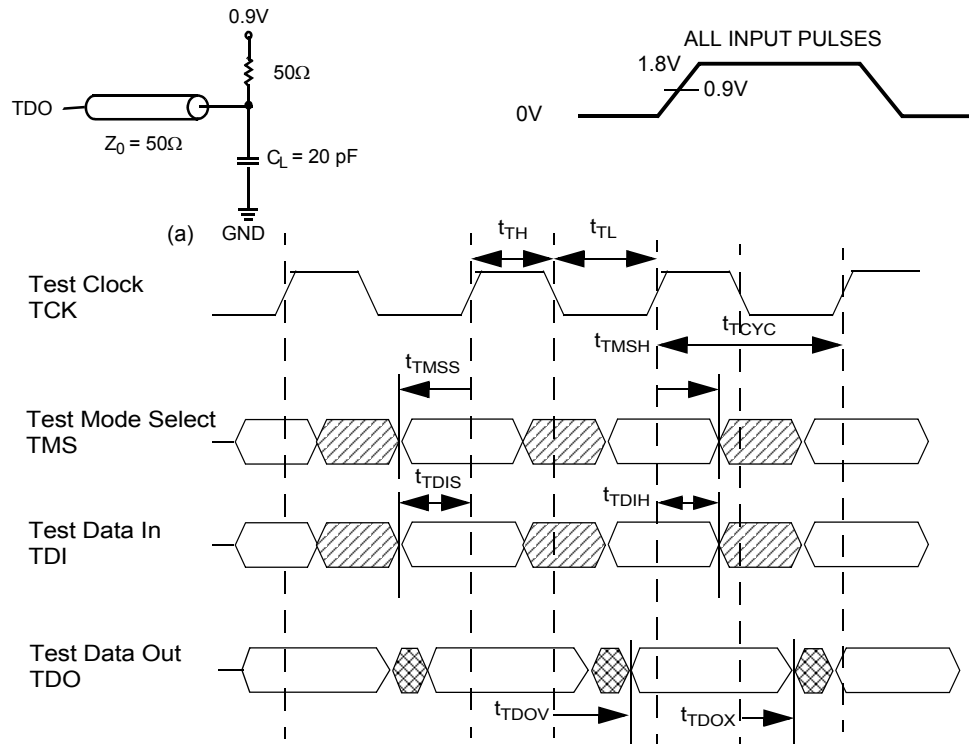 0.9V
50Ω
TDO
Z0 = 50Ω
CL = 20 pF
(a)
GND
ALL INPUT PULSES
1.8V
0.9V
0V
tTH
tTL
Test Clock
TCK
tTCYC
tTMSH
tTMSS
Test Mode Select
TMS
tTDIS
tTDIH
Test Data In
TDI
Test Data Out
TDO
tTDOV
tTDOX